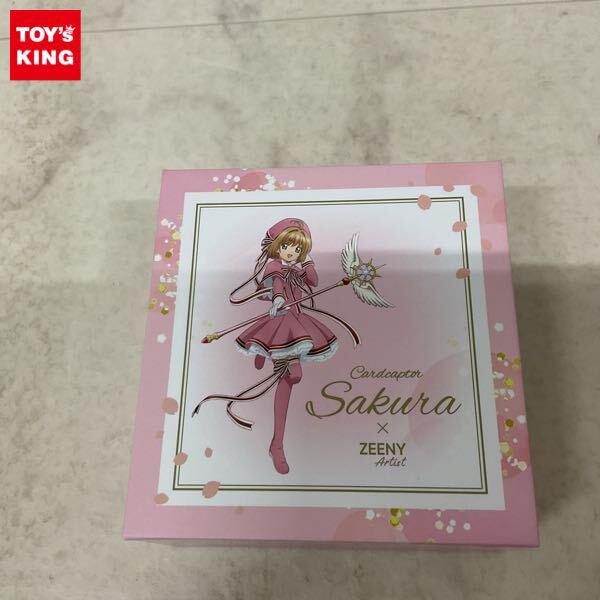 TOY's
KING
Cardcaptor
Sakura
×
ZEENY
Artist